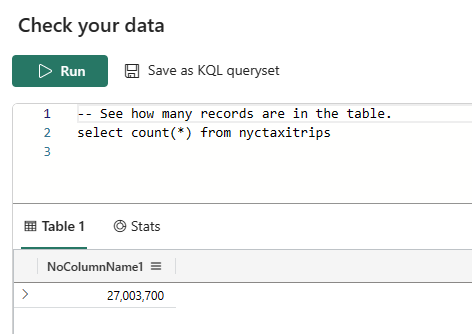 Check your data
Run
Save as KQL queryset
1 -- See how many records are in the table.
2 select count(*) from nyctaxitrips
3
Table 1
Stats
NoColumnName1
27,003,700